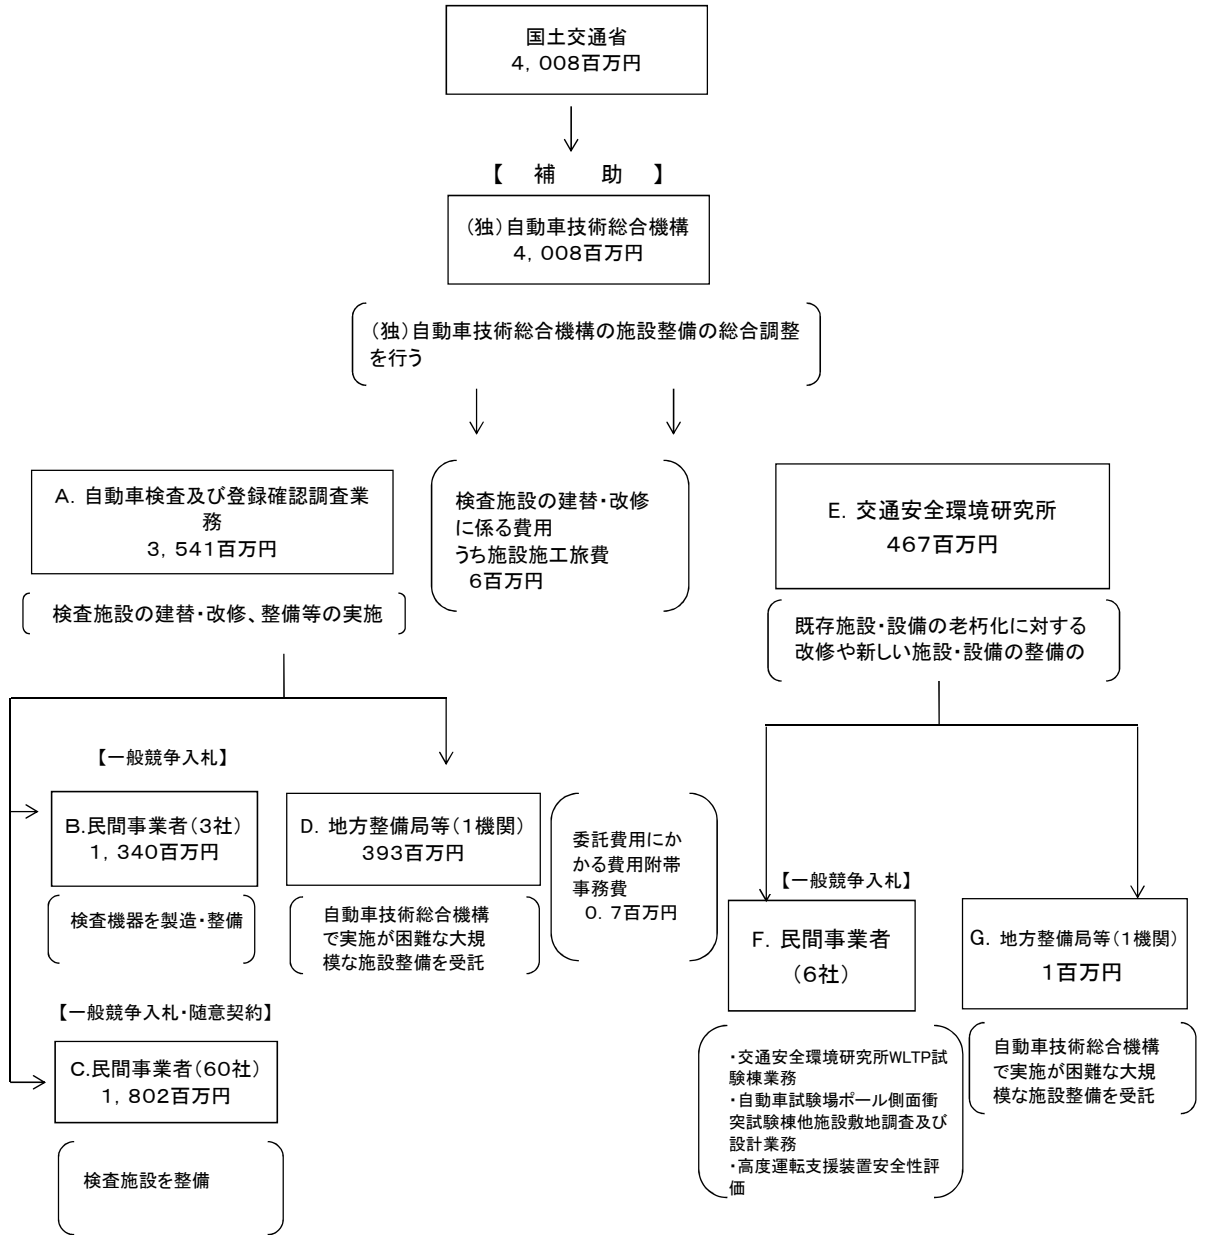 国土交通省
4，008百万円
【　補　　助　】
（独）自動車技術総合機構
4，008百万円
（独）自動車技術総合機構の施設整備の総合調整
を行う
A．自動車検査及び登録確認調査業
務
3，541百万円
検査施設の建替・改修、整備等の実施
検査施設の建替・改修
に係る費用
うち施設施工旅費
6百万円
E．交通安全環境研究所
467百万円
既存施設・設備の老朽化に対する
改修や新しい施設・設備の整備の
【一般競争入札】
B.民間事業者（3社）
1，340百万円
検査機器を製造・整備
D．地方整備局等（1機関）
393百万円
自動車技術総合機構
で実施が困難な大規
模な施設整備を受託
委託費用にか
かる費用附帯
事務費
0．7百万円
【一般競争入札・随意契約】
C.民間事業者（60社）
1，802百万円
検査施設を整備
【一般競争入札】
F．民間事業者
（6社）
・交通安全環境研究所WLTP試
験棟業務
・自動車試験場ポール側面衝
突試験棟他施設敷地調査及び
設計業務
・高度運転支援装置安全性評
価
G．地方整備局等（1機関）
1百万円
自動車技術総合機構
で実施が困難な大規
模な施設整備を受託